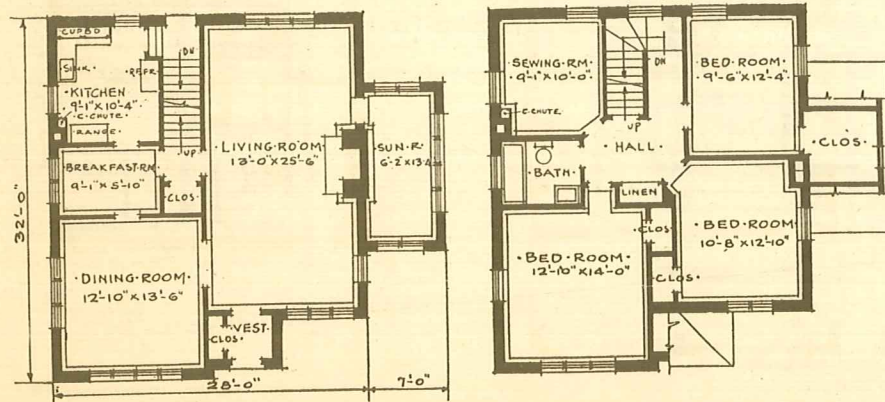 CUPBD
DN
SINK
REFR.
KITCHEN
9'-1" X 10'-4"
C.CHUTE
RANGE
UP
BREAKFAST·RM
9'-1" X 5'-10"
CLOS
LIVING·ROOM
13'-0" X 25'-6"
SUN·R
6'-2" X 13'-4
32'-0"
DINING·ROOM
12'-10" X 13'-6"
VEST
CLOS·
28'-0"
7'-0"
SEWING·RM
9'-1" X 10'-0"
DN
C.CHUTE
UP
BED·ROOM
9'-6" X 12'-4"
CLOS·
HALL
BATH·
LINEN
CLOS
BED·ROOM
10'-8" X 12'-10"
BED·ROOM
12'-10" X 14'-0"
CLOS